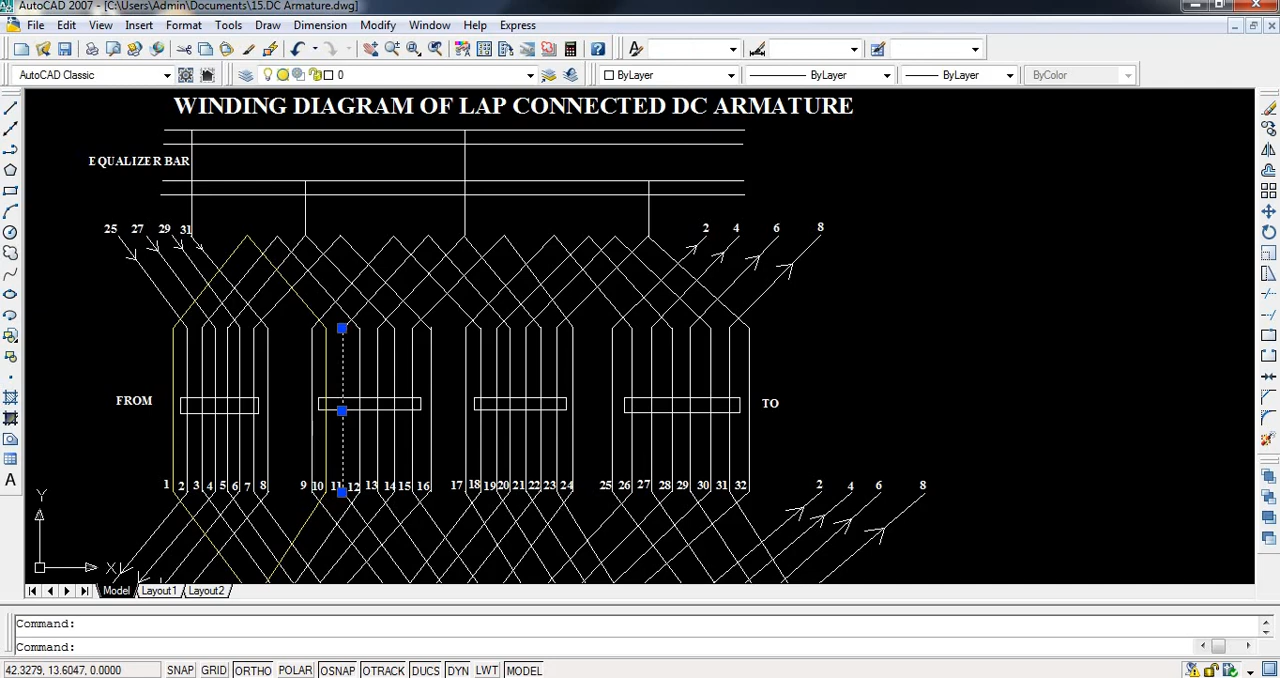 AutoCAD 2007 - [C:\Users\Admin\Documents\15.DC Armature.dwg]
File Edit View Insert Format Tools Draw Dimension Modify Window Help Express
AutoCAD Classic 0 ByLayer ByLayer ByLayer ByColor
WINDING DIAGRAM OF LAP CONNECTED DC ARMATURE
EQUALIZER BAR
25 27 29 31 2 4 6 8
FROM TO
1 2 3 4 5 6 7 8 9 10 11 12 13 14 15 16 17 18 19 20 21 22 23 24 25 26 27 28 29 30 31 32 2 4 6 8
Y
X
Model Layout1 Layout2
Command:
Command:
42.3279, 13.6047, 0.0000 SNAP GRID ORTHO POLAR OSNAP OTRACK DUCS DYN LWT MODEL